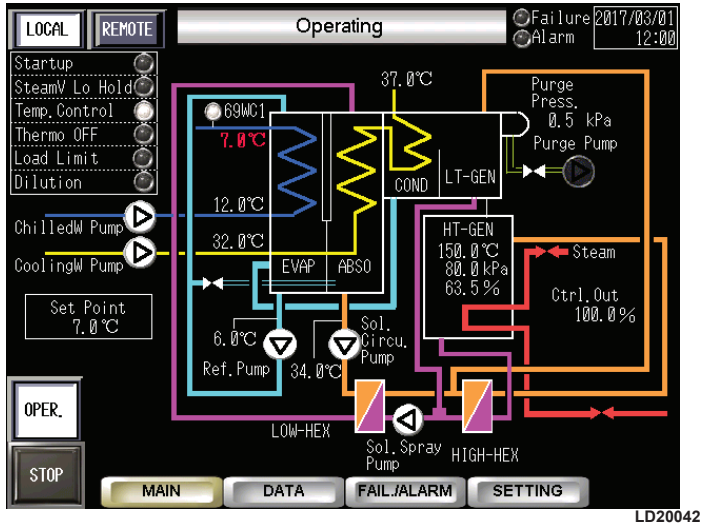 LOCAL REMOTE Operating Failure 2017/03/01
Alarm 12:00
Startup
SteamV Lo Hold
Temp.Control
Thermo OFF
Load Limit
Dilution
69WC1
7.0℃
37.0℃
Purge
Press.
0.5 kPa
Purge Pump
COND LT-GEN
12.0℃
ChilledW Pump
32.0℃
CoolingW Pump
EVAP ABSO
HT-GEN
150.0℃
80.0 kPa
63.5%
Steam
Ctrl.Out
100.0%
Set Point
7.0℃
6.0℃
Ref.Pump
34.0℃
Sol.
Circu.
Pump
OPER.
STOP
LOW-HEX
Sol.Spray
Pump
HIGH-HEX
MAIN DATA FAIL./ALARM SETTING
LD20042